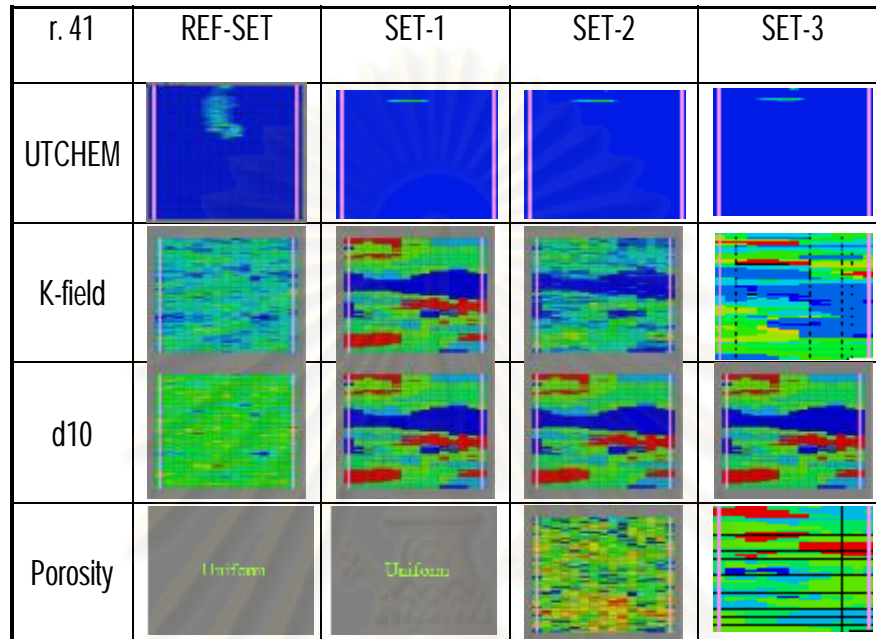 r. 41 REF-SET SET-1 SET-2 SET-3
UTCHEM
K-field
d10
Porosity Uniform Uniform